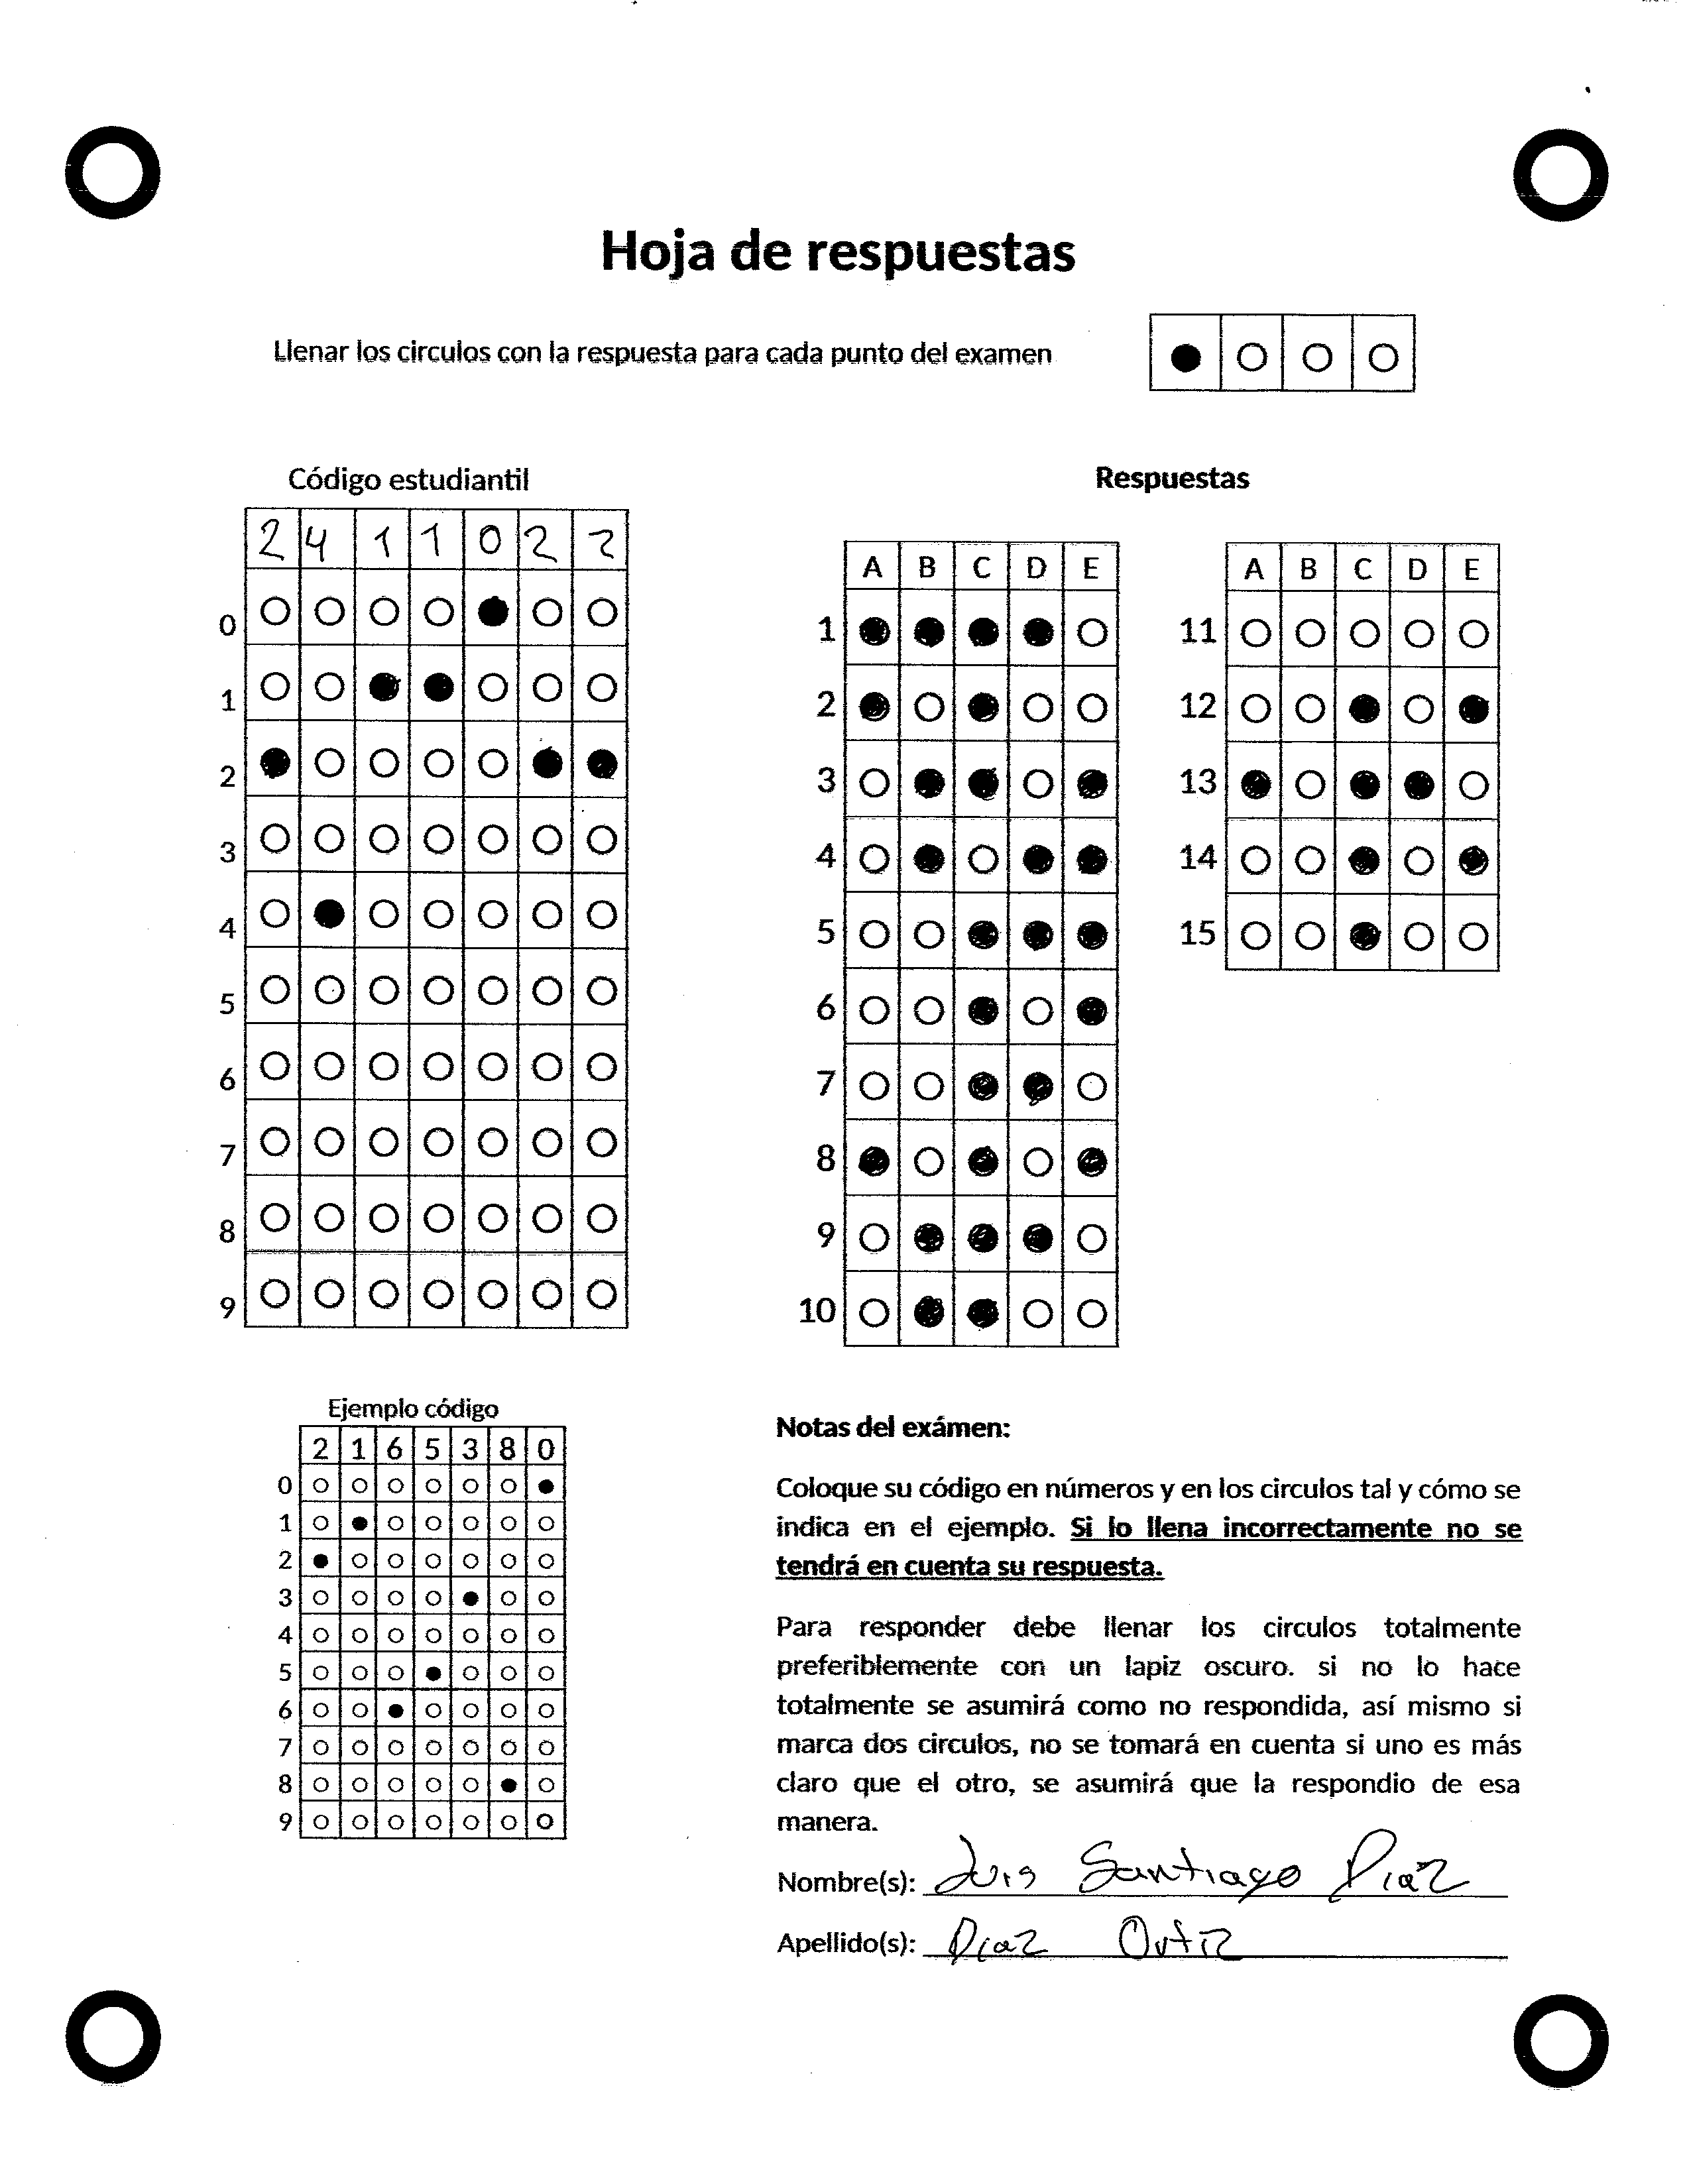 Hoja de respuestas
Llenar los circulos con la respuesta para cada punto del examen
Código estudiantil
2 4 1 1 0 2 2
0
1
2
3
4
5
6
7
8
9
Respuestas
A B C D E
1
2
3
4
5
6
7
8
9
10
A B C D E
11
12
13
14
15
Ejemplo código
2 1 6 5 3 8 0
0
1
2
3
4
5
6
7
8
9
Notas del exámen:
Coloque su código en números y en los circulos tal y cómo se
indica en el ejemplo. Si lo llena incorrectamente no se
tendrá en cuenta su respuesta.
Para responder debe llenar los circulos totalmente
preferiblemente con un lapiz oscuro. si no lo hace
totalmente se asumirá como no respondida, así mismo si
marca dos circulos, no se tomará en cuenta si uno es más
claro que el otro, se asumirá que la respondio de esa
manera.
Nombre(s): Luis Santiago Diaz
Apellido(s): Diaz Ortiz